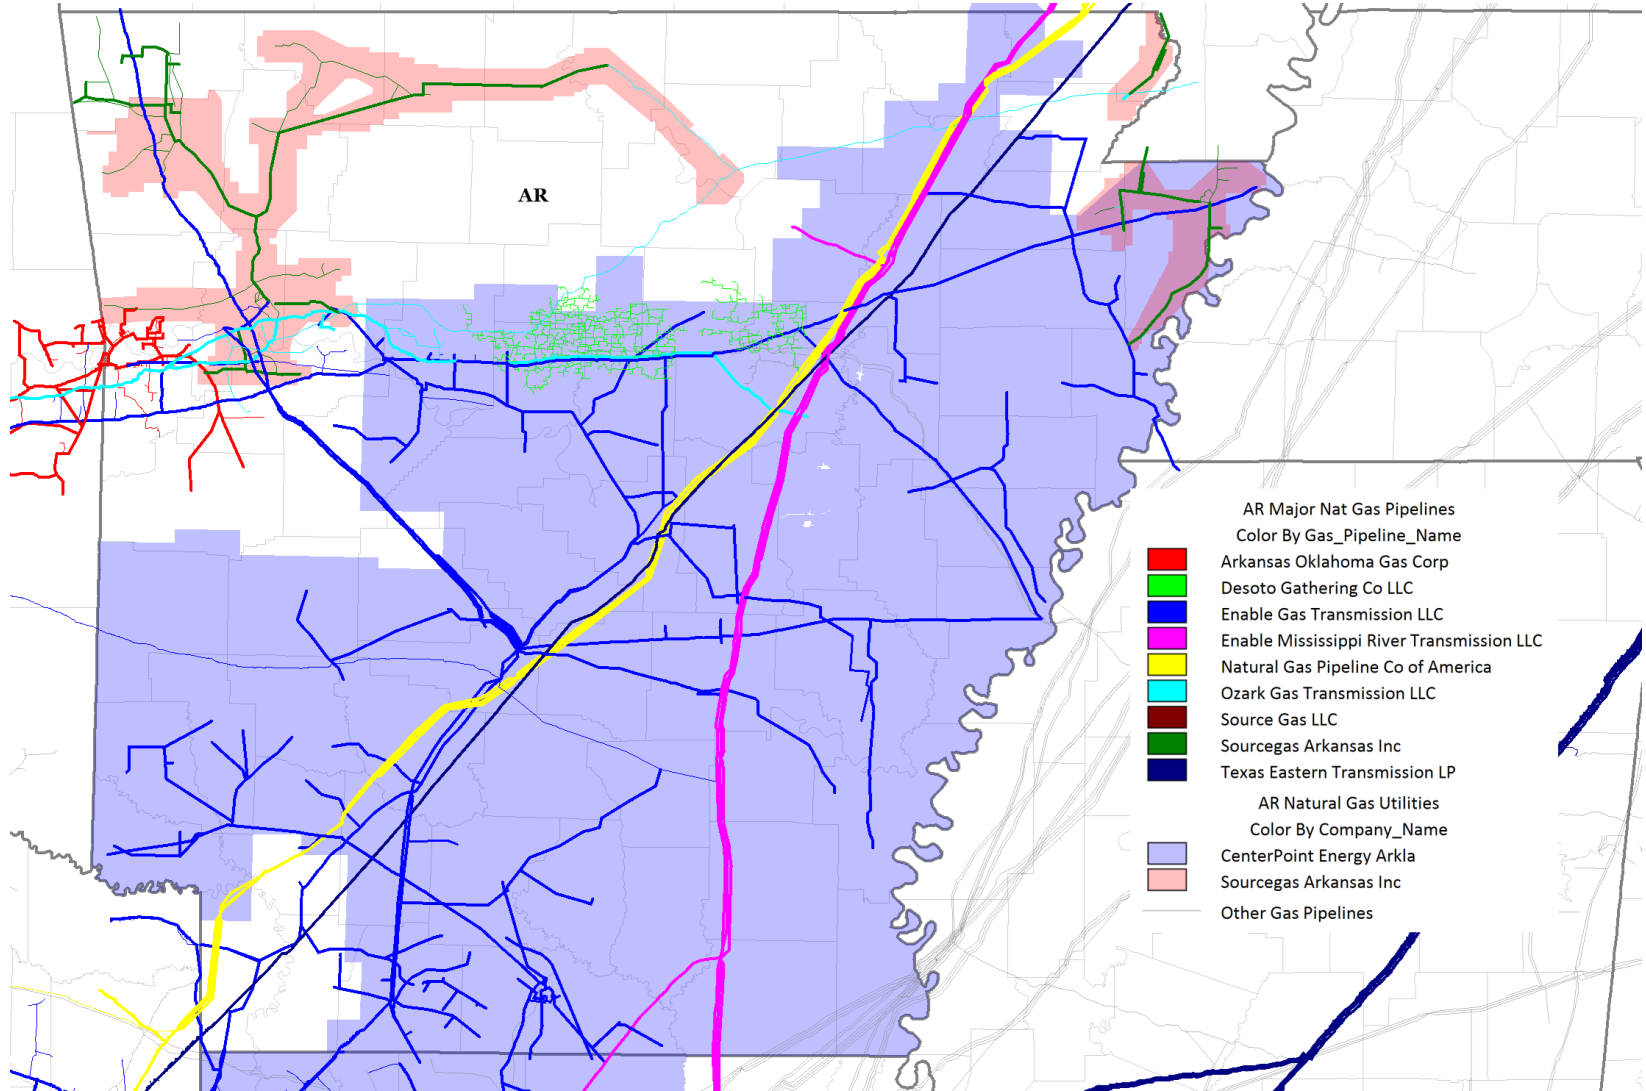 AR
AR Major Nat Gas Pipelines
Color By Gas_Pipeline_Name
Arkansas Oklahoma Gas Corp
Desoto Gathering Co LLC
Enable Gas Transmission LLC
Enable Mississippi River Transmission LLC
Natural Gas Pipeline Co of America
Ozark Gas Transmission LLC
Source Gas LLC
Sourcegas Arkansas Inc
Texas Eastern Transmission LP
AR Natural Gas Utilities
Color By Company_Name
CenterPoint Energy Arkla
Sourcegas Arkansas Inc
Other Gas Pipelines